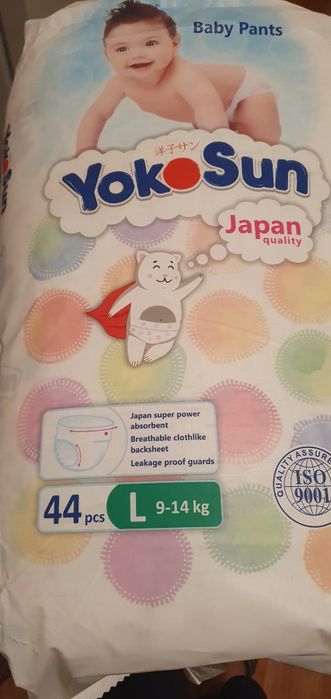 Baby Pants
洋子サン
YokoSun
Japan
quality
Japan super power
absorbent
Breathable clothlike
backsheet
Leakage proof guards
44 pcs L 9-14 kg
QUALITY ASSURE
ISO
9001